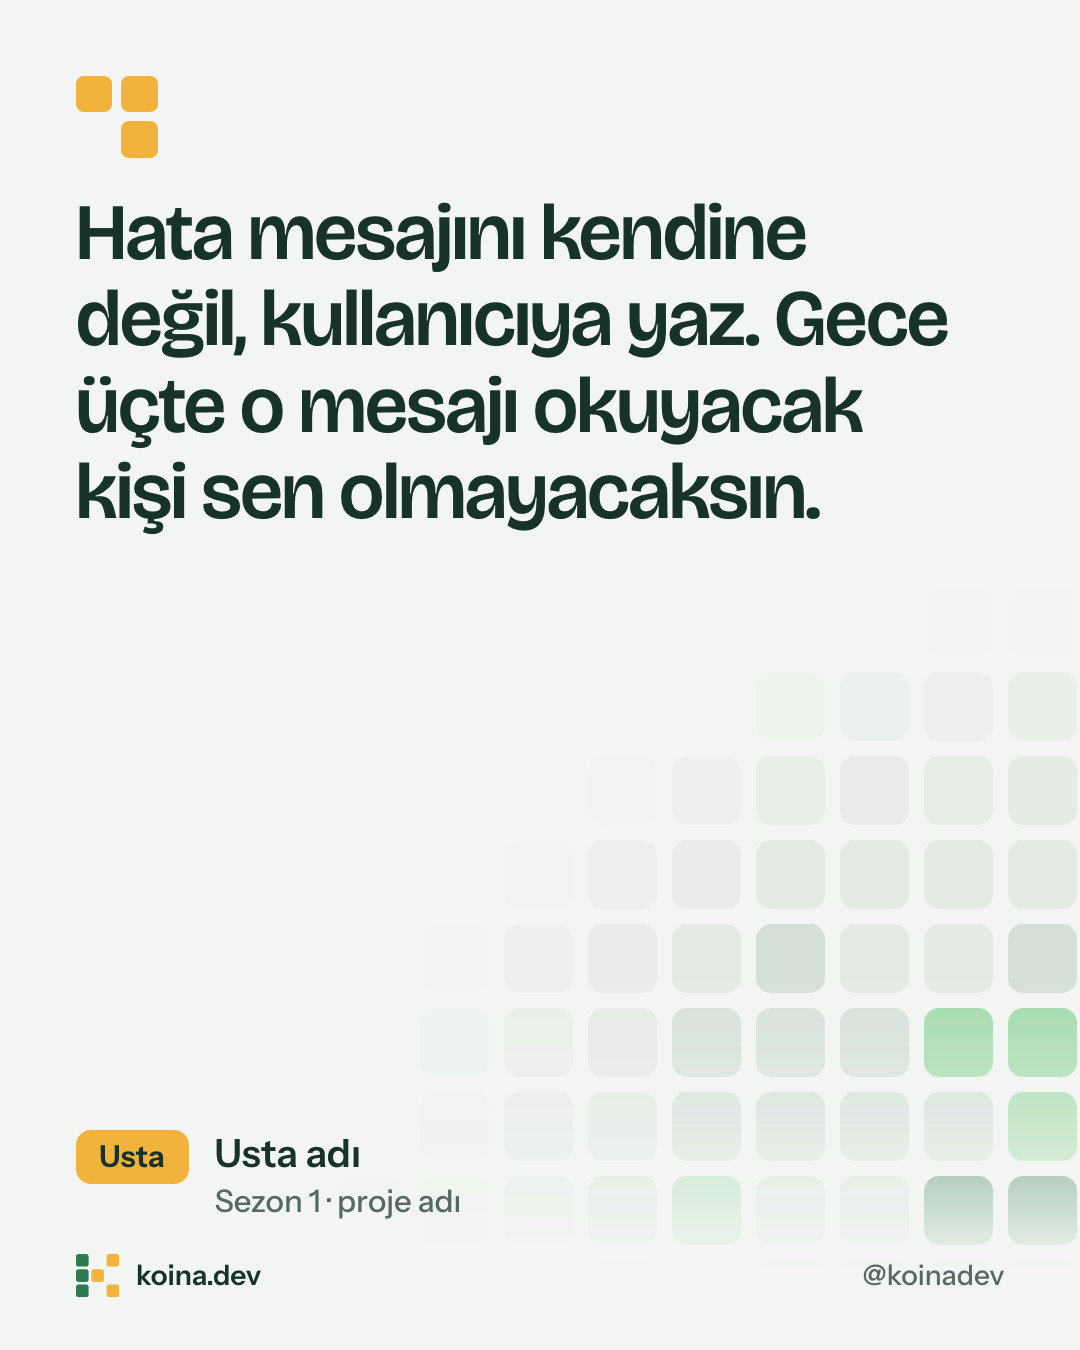 Hata mesajını kendine
değil, kullanıcıya yaz. Gece
üçte o mesajı okuyacak
kişi sen olmayacaksın.
Usta
Usta adı
Sezon 1 · proje adı
koina.dev
@koinadev